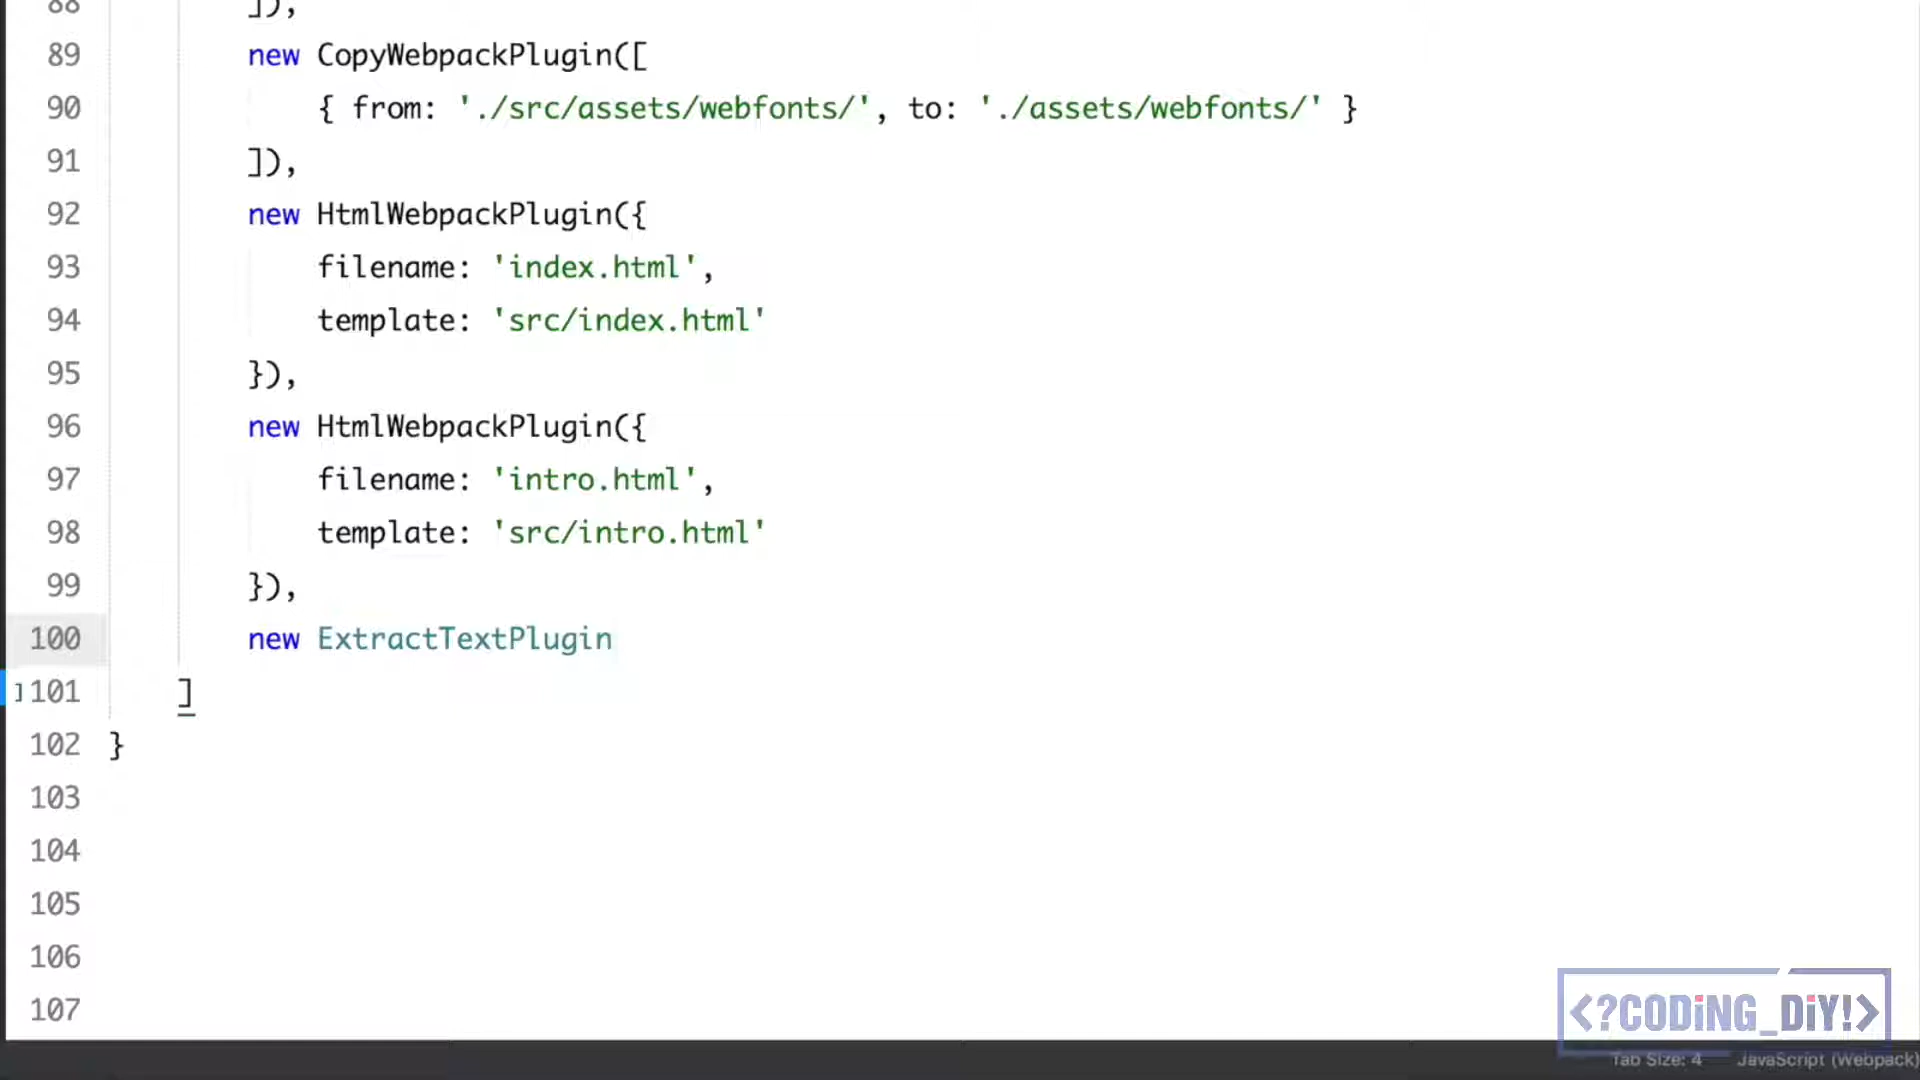 88 ]),
89 new CopyWebpackPlugin([
90 { from: './src/assets/webfonts/', to: './assets/webfonts/' }
91 ]),
92 new HtmlWebpackPlugin({
93 filename: 'index.html',
94 template: 'src/index.html'
95 }),
96 new HtmlWebpackPlugin({
97 filename: 'intro.html',
98 template: 'src/intro.html'
99 }),
100 new ExtractTextPlugin
]101 ]
102 }
103
104
105
106
107
<?CODiNG_DiY!>
Tab Size: 4 JavaScript (Webpack)